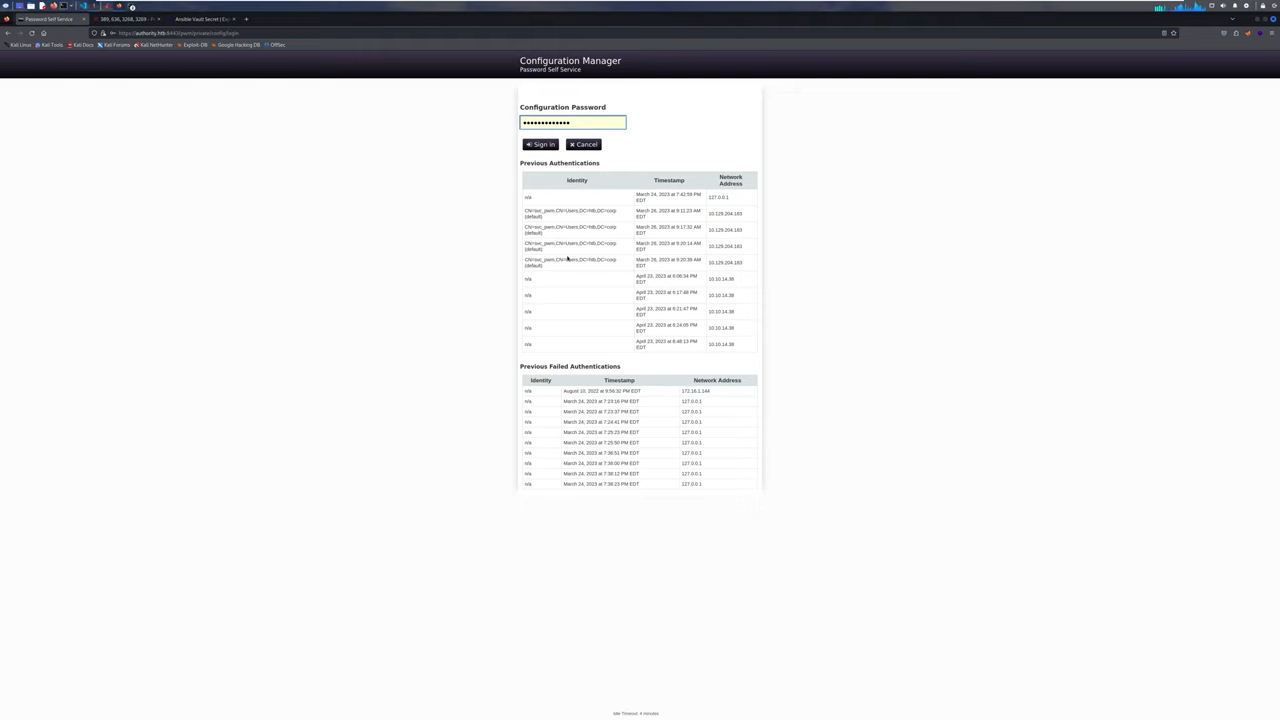 Password Self Service
389, 636, 3268, 3269 - P
Ansible Vault Secret | Ex
https://authority.htb:8443/pwm/private/config/login
Kali Linux Kali Tools Kali Docs Kali Forums Kali NetHunter Exploit-DB Google Hacking DB OffSec
Configuration Manager
Password Self Service
Configuration Password
•••••••••••••
Sign in Cancel
Previous Authentications
Identity Timestamp Network Address
n/a March 24, 2023 at 7:42:59 PM EDT 127.0.0.1
CN=svc_pwm,CN=Users,DC=htb,DC=corp (default) March 26, 2023 at 9:11:23 AM EDT 10.129.204.183
CN=svc_pwm,CN=Users,DC=htb,DC=corp (default) March 26, 2023 at 9:17:32 AM EDT 10.129.204.183
CN=svc_pwm,CN=Users,DC=htb,DC=corp (default) March 26, 2023 at 9:20:14 AM EDT 10.129.204.183
CN=svc_pwm,CN=Users,DC=htb,DC=corp (default) March 26, 2023 at 9:20:39 AM EDT 10.129.204.183
n/a April 23, 2023 at 6:06:34 PM EDT 10.10.14.38
n/a April 23, 2023 at 6:17:48 PM EDT 10.10.14.38
n/a April 23, 2023 at 6:21:47 PM EDT 10.10.14.38
n/a April 23, 2023 at 6:24:05 PM EDT 10.10.14.38
n/a April 23, 2023 at 6:48:13 PM EDT 10.10.14.38
Previous Failed Authentications
Identity Timestamp Network Address
n/a August 10, 2022 at 9:56:32 PM EDT 172.16.1.144
n/a March 24, 2023 at 7:23:18 PM EDT 127.0.0.1
n/a March 24, 2023 at 7:23:37 PM EDT 127.0.0.1
n/a March 24, 2023 at 7:24:41 PM EDT 127.0.0.1
n/a March 24, 2023 at 7:25:23 PM EDT 127.0.0.1
n/a March 24, 2023 at 7:25:50 PM EDT 127.0.0.1
n/a March 24, 2023 at 7:36:51 PM EDT 127.0.0.1
n/a March 24, 2023 at 7:38:00 PM EDT 127.0.0.1
n/a March 24, 2023 at 7:38:12 PM EDT 127.0.0.1
n/a March 24, 2023 at 7:38:23 PM EDT 127.0.0.1
Idle Timeout: 4 minutes